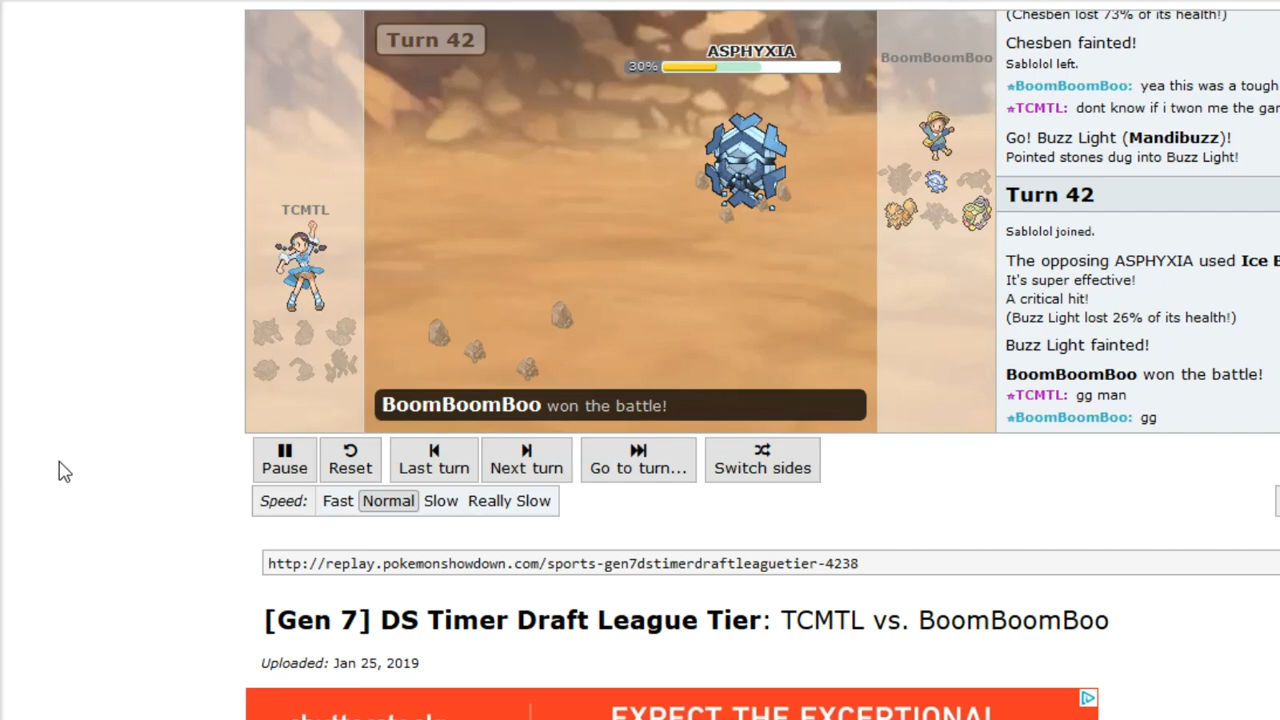 Turn 42
ASPHYXIA
30%
TCMTL
BoomBoomBoo
BoomBoomBoo won the battle!
(Chesben lost 73% of its health!)
Chesben fainted!
Sablolol left.
☆BoomBoomBoo: yea this was a tough
☆TCMTL: dont know if i twon me the
Go! Buzz Light (Mandibuzz)!
Pointed stones dug into Buzz Light!
Turn 42
Sablolol joined.
The opposing ASPHYXIA used Ice
It's super effective!
A critical hit!
(Buzz Light lost 26% of its health!)
Buzz Light fainted!
BoomBoomBoo won the battle!
☆TCMTL: gg man
☆BoomBoomBoo: gg
Pause
Reset
Last turn
Next turn
Go to turn...
Switch sides
Speed: Fast Normal Slow Really Slow
http://replay.pokemonshowdown.com/sports-gen7dstimerdraftleaguetier-4238
[Gen 7] DS Timer Draft League Tier: TCMTL vs. BoomBoomBoo
Uploaded: Jan 25, 2019
shutterstock
EXPECT THE EXCEPTIONAL